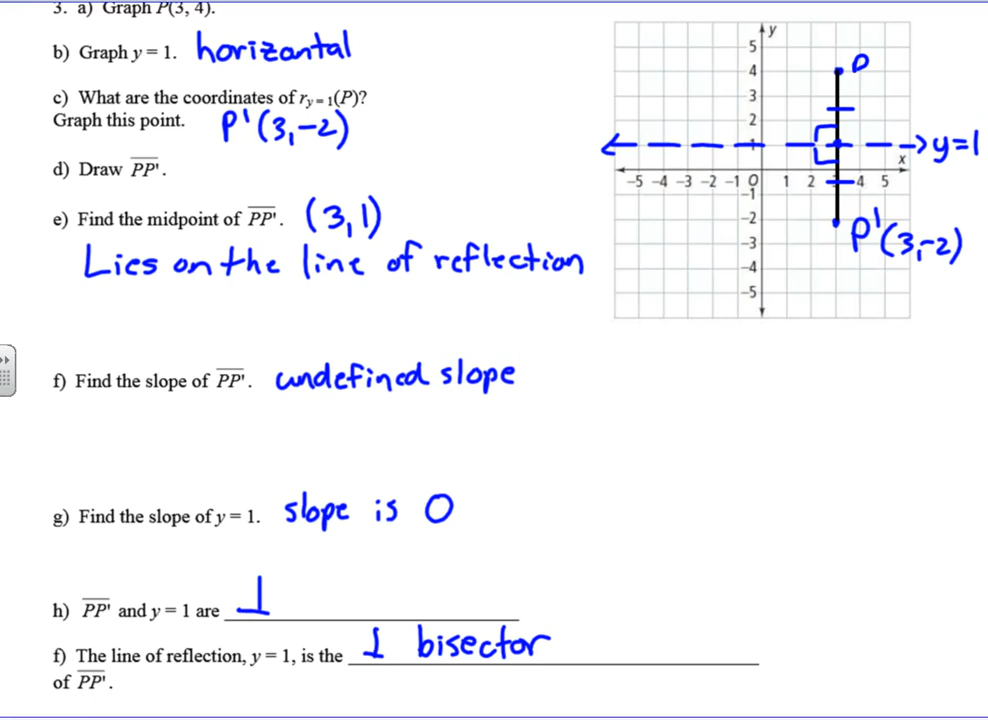 3. a) Graph P(3, 4).
b) Graph y = 1. horizontal
c) What are the coordinates of r y = 1(P)?
Graph this point. P'(3,-2)
d) Draw PP'.
e) Find the midpoint of PP'. (3,1)
Lies on the line of reflection
f) Find the slope of PP'. undefined slope
g) Find the slope of y = 1. slope is 0
h) PP' and y = 1 are ⊥
f) The line of reflection, y = 1, is the ⊥ bisector
of PP'.
y
5
4
P
3
2
1
y=1
x
-5 -4 -3 -2 -1 0 1 2 3 4 5
-1
-2
P'(3,-2)
-3
-4
-5